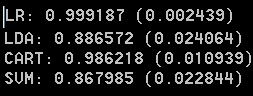 LR: 0.999187 (0.002439)
LDA: 0.886572 (0.024064)
CART: 0.986218 (0.010939)
SUM: 0.867985 (0.022844)